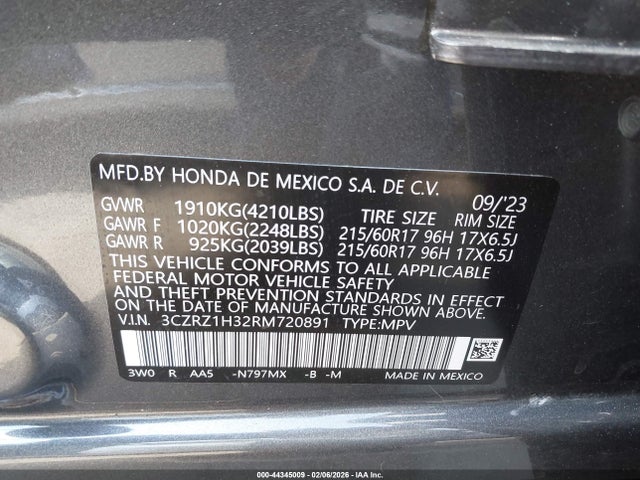 MFD.BY HONDA DE MEXICO S.A. DE C.V. 09/'23
GVWR 1910KG(4210LBS) TIRE SIZE RIM SIZE
GAWR F 1020KG(2248LBS) 215/60R17 96H 17X6.5J
GAWR R 925KG(2039LBS) 215/60R17 96H 17X6.5J
THIS VEHICLE CONFORMS TO ALL APPLICABLE
FEDERAL MOTOR VEHICLE SAFETY
AND THEFT PREVENTION STANDARDS IN EFFECT
ON THE DATE OF MANUFACTURE SHOWN ABOVE.
V.I.N. 3CZRZ1H32RM720891 TYPE:MPV
3W0 R AA5 -N797MX -B -M MADE IN MEXICO
000-44345009 - 02/06/2026 - IAA Inc.